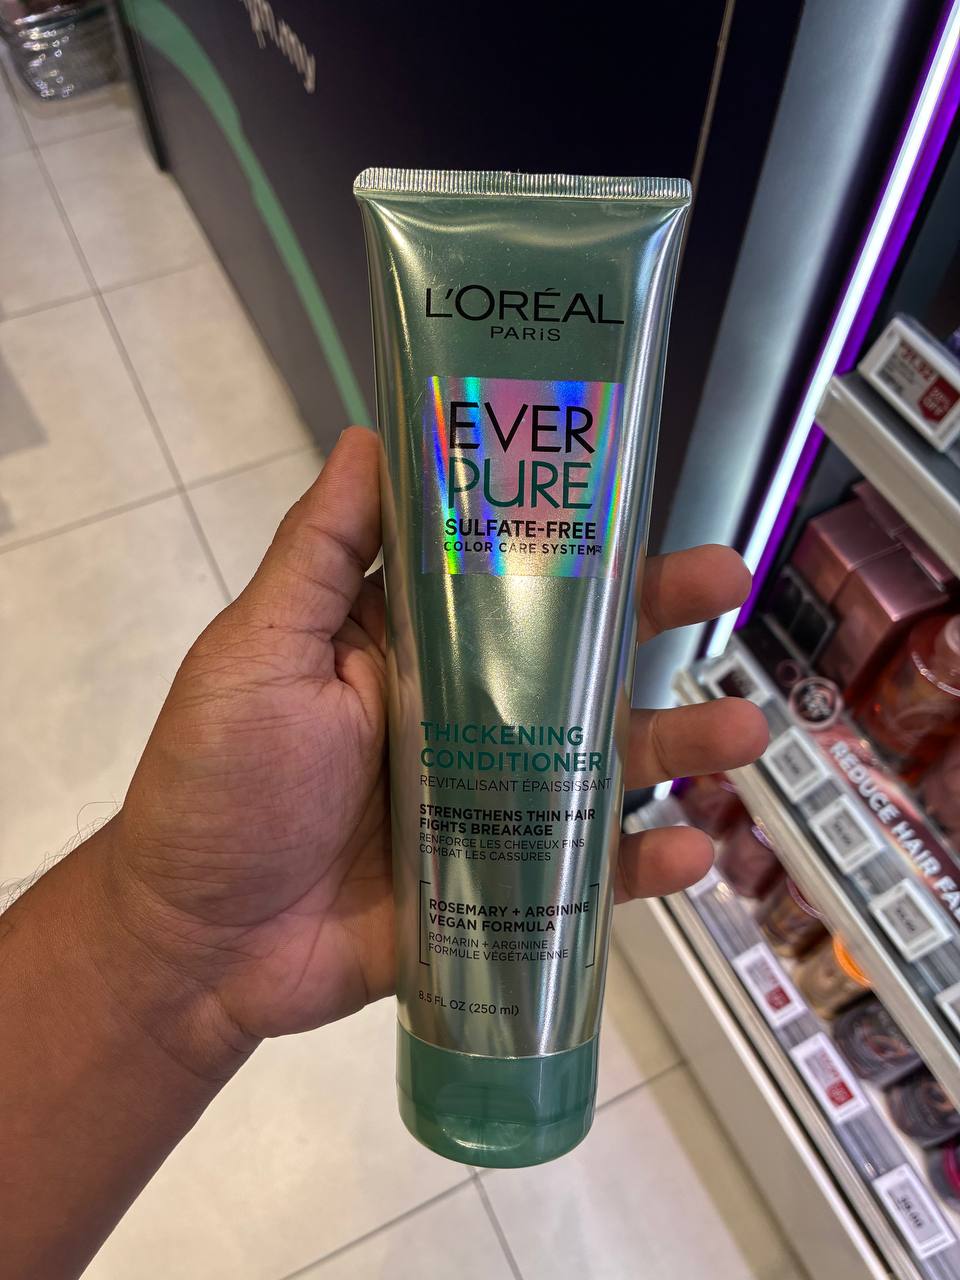 L'ORÉAL
PARiS
EVER
PURE
SULFATE-FREE
COLOR CARE SYSTEM
THICKENING
CONDITIONER
REVITALISANT ÉPAISSISSANT
STRENGTHENS THIN HAIR
FIGHTS BREAKAGE
RENFORCE LES CHEVEUX FINS
COMBAT LES CASSURES
ROSEMARY + ARGININE
VEGAN FORMULA
ROMARIN + ARGININE
FORMULE VÉGÉTALIENNE
8.5 FL OZ (250 ml)
REDUCE HAIR